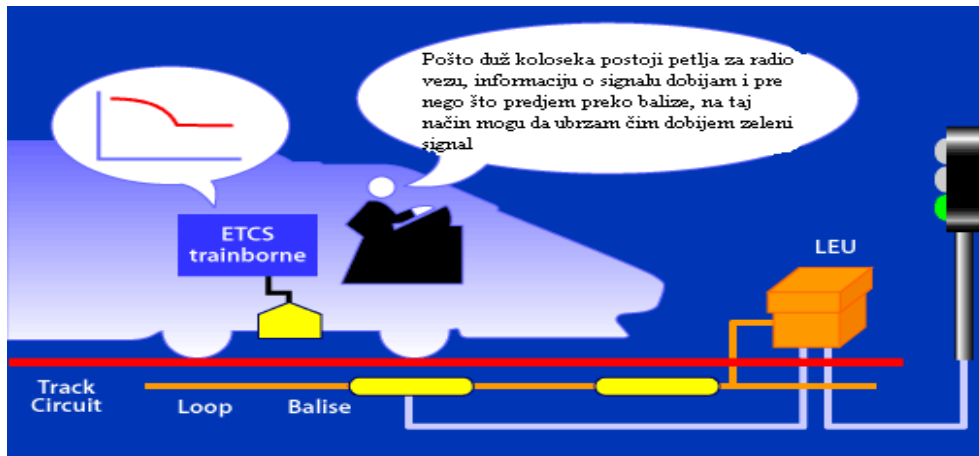 Pošto duž koloseka postoji petlja za radio
vezu, informaciju o signalu dobijam i pre
nego što predjem preko balize, na taj
način mogu da ubrzam čim dobijem zeleni
signal
ETCS
trainborne
LEU
Track
Circuit
Loop
Balise